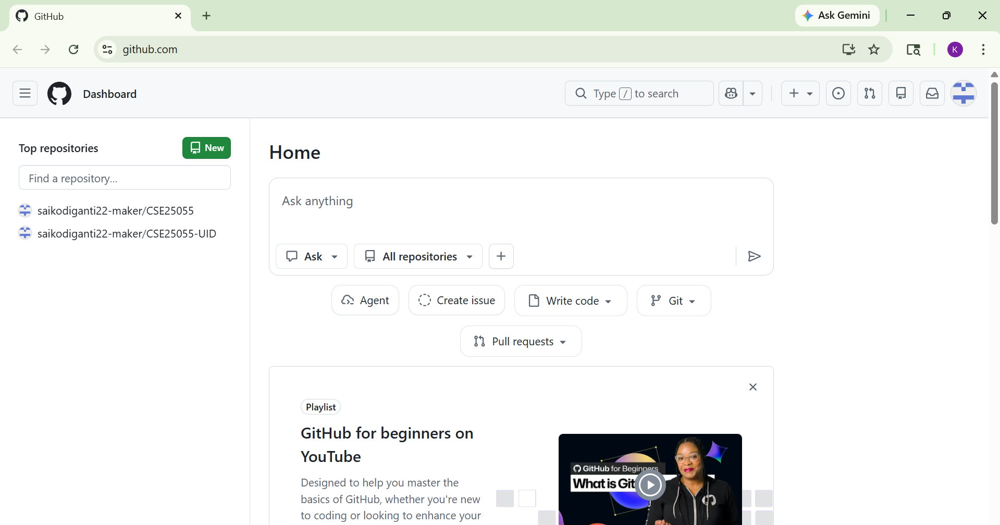 GitHub
Ask Gemini
github.com
K
Dashboard
Type / to search
Top repositories
New
Find a repository...
saikodiganti22-maker/CSE25055
saikodiganti22-maker/CSE25055-UID
Home
Ask anything
Ask
All repositories
Agent
Create issue
Write code
Git
Pull requests
Playlist
GitHub for beginners on
YouTube
Designed to help you master the
basics of GitHub, whether you're new
to coding or looking to enhance your
GitHub for Beginners
What is Git